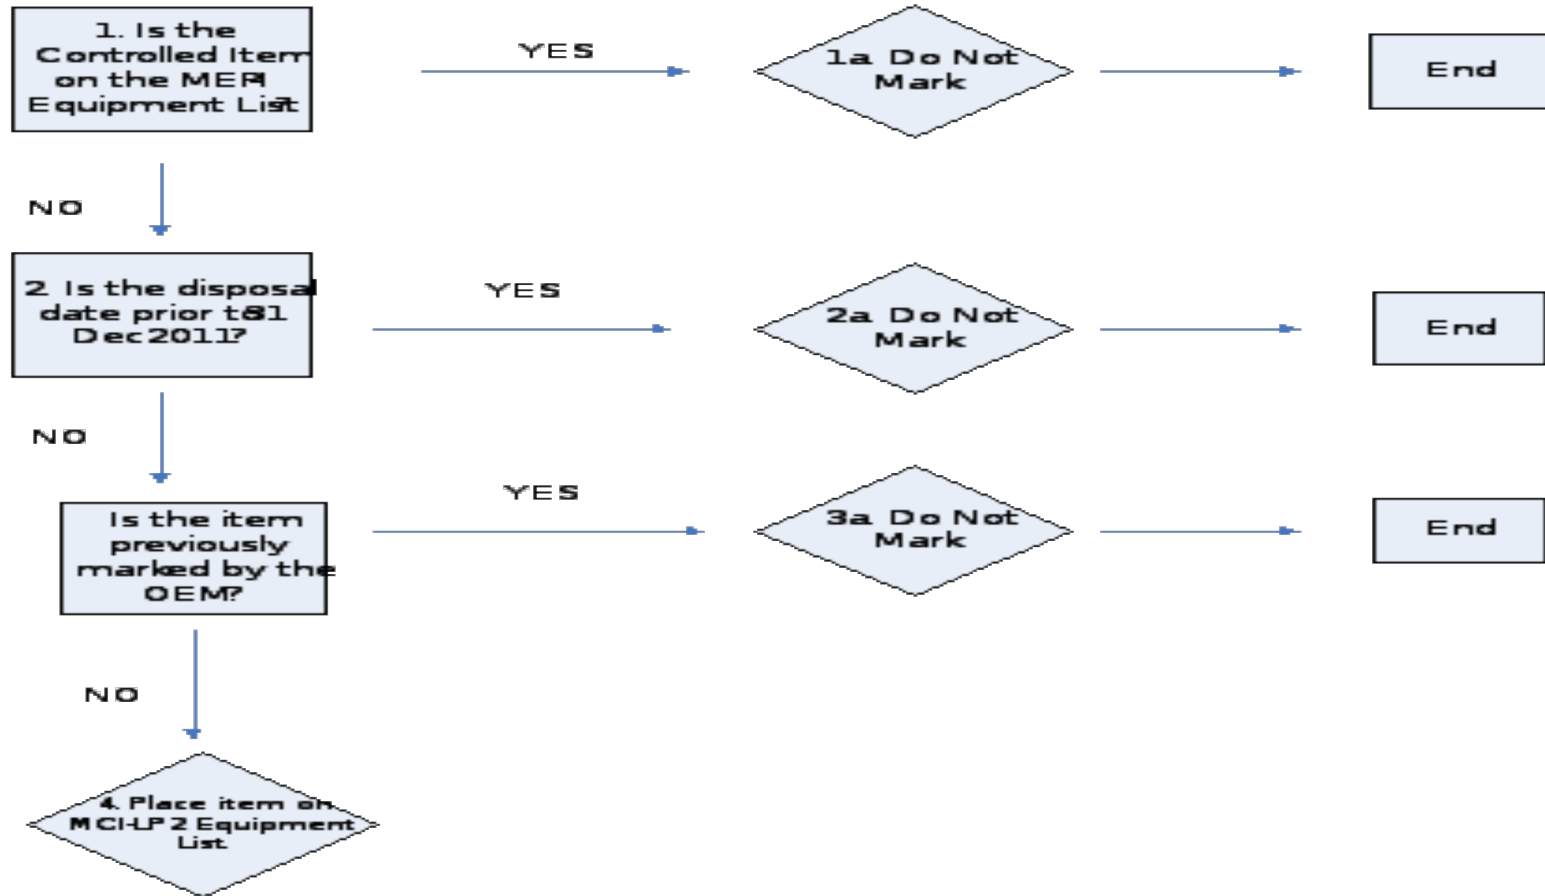 1. Is the
Controlled Item
on the MEPI
Equipment List?
YES
1a Do Not
Mark
End
NO
2 Is the disposal
date prior to 31
Dec 2011?
YES
2a Do Not
Mark
End
NO
Is the item
previously
marked by the
OEM?
YES
3a Do Not
Mark
End
NO
4. Place item on
MCI-LP 2 Equipment
List